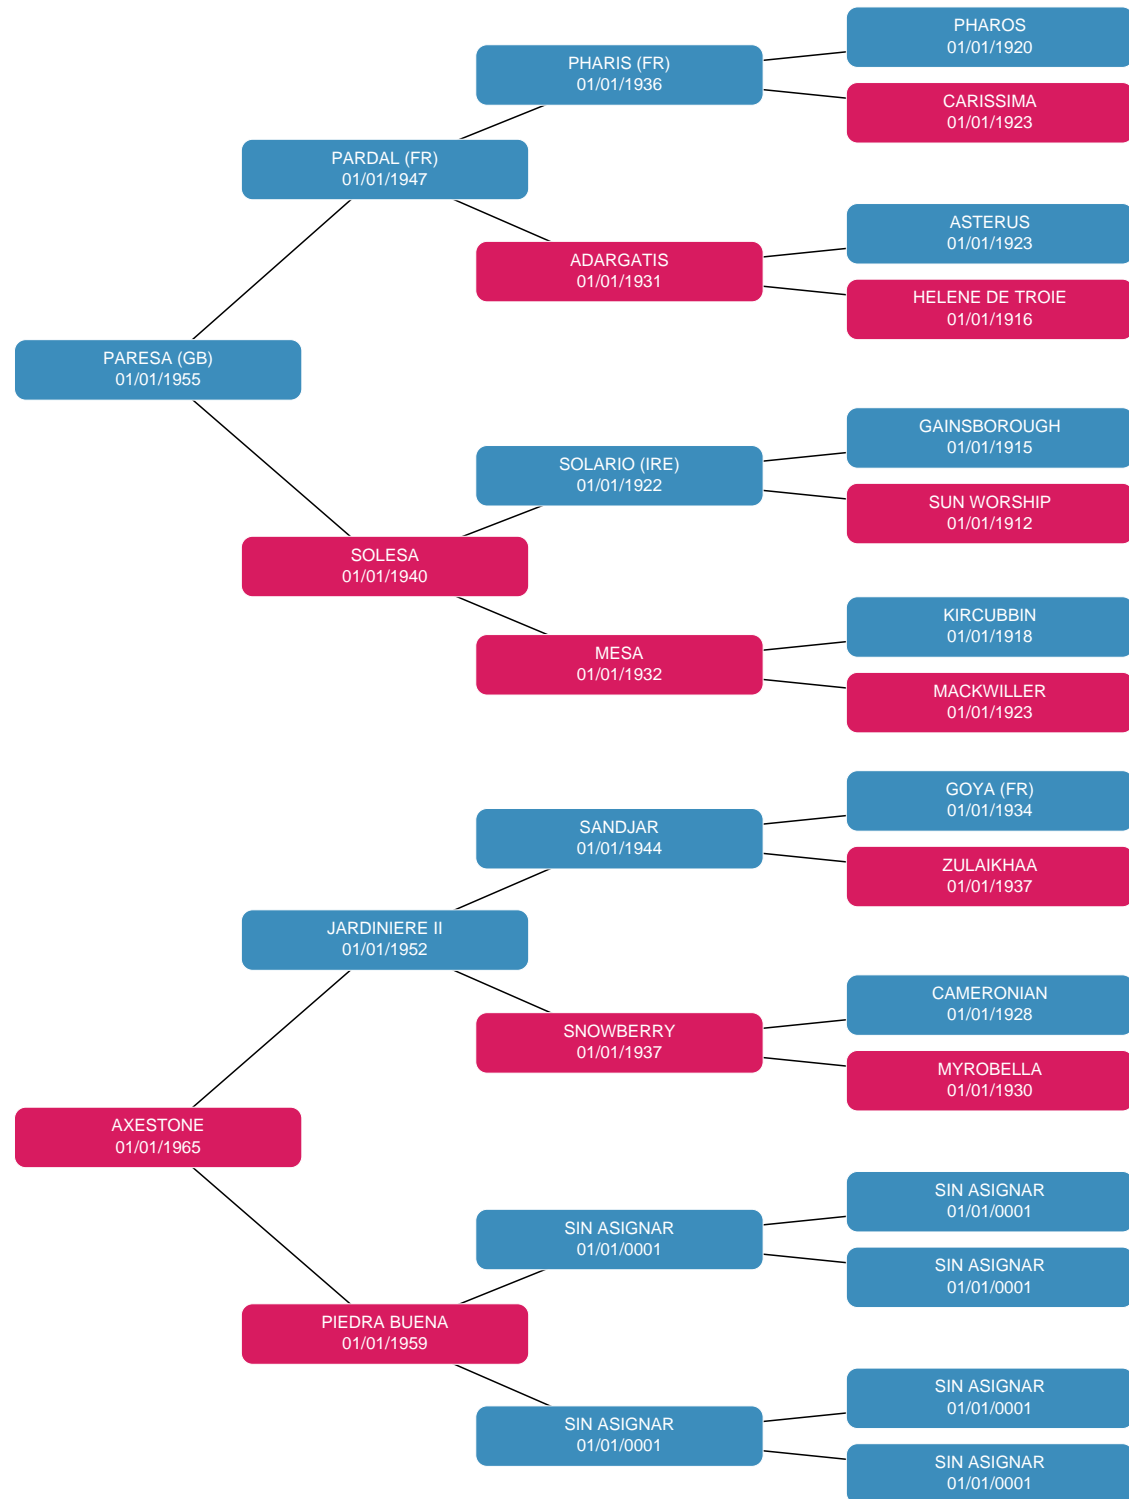 PHAROS
01/01/1920
PHARIS (FR)
01/01/1936
CARISSIMA
01/01/1923
PARDAL (FR)
01/01/1947
ASTERUS
01/01/1923
ADARGATIS
01/01/1931
HELENE DE TROIE
01/01/1916
PARESA (GB)
01/01/1955
GAINSBOROUGH
01/01/1915
SOLARIO (IRE)
01/01/1922
SUN WORSHIP
01/01/1912
SOLESA
01/01/1940
KIRCUBBIN
01/01/1918
MESA
01/01/1932
MACKWILLER
01/01/1923
GOYA (FR)
01/01/1934
SANDJAR
01/01/1944
ZULAIKHAA
01/01/1937
JARDINIERE II
01/01/1952
CAMERONIAN
01/01/1928
SNOWBERRY
01/01/1937
MYROBELLA
01/01/1930
AXESTONE
01/01/1965
SIN ASIGNAR
01/01/0001
SIN ASIGNAR
01/01/0001
SIN ASIGNAR
01/01/0001
PIEDRA BUENA
01/01/1959
SIN ASIGNAR
01/01/0001
SIN ASIGNAR
01/01/0001
SIN ASIGNAR
01/01/0001